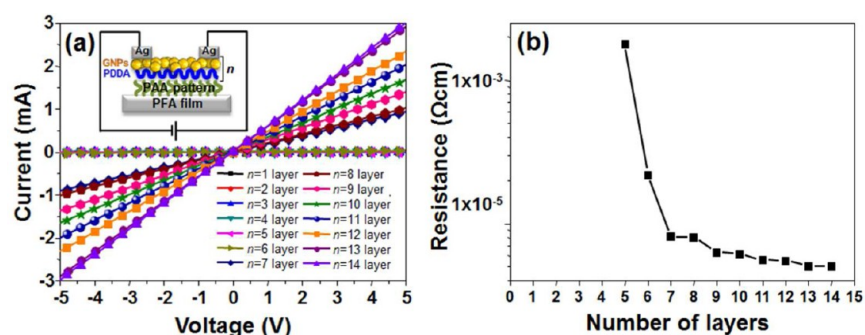 (a)
Ag Ag
GNPs
PDDA
n
PAA pattern
PFA film
Current (mA)
3
2
1
0
-1
-2
-3
n=1 layer n=8 layer
n=2 layer n=9 layer
n=3 layer n=10 layer
n=4 layer n=11 layer
n=5 layer n=12 layer
n=6 layer n=13 layer
n=7 layer n=14 layer
-5 -4 -3 -2 -1 0 1 2 3 4 5
Voltage (V)
(b)
Resistance (Ωcm)
1x10⁻³
1x10⁻⁵
0 1 2 3 4 5 6 7 8 9 10 11 12 13 14 15
Number of layers